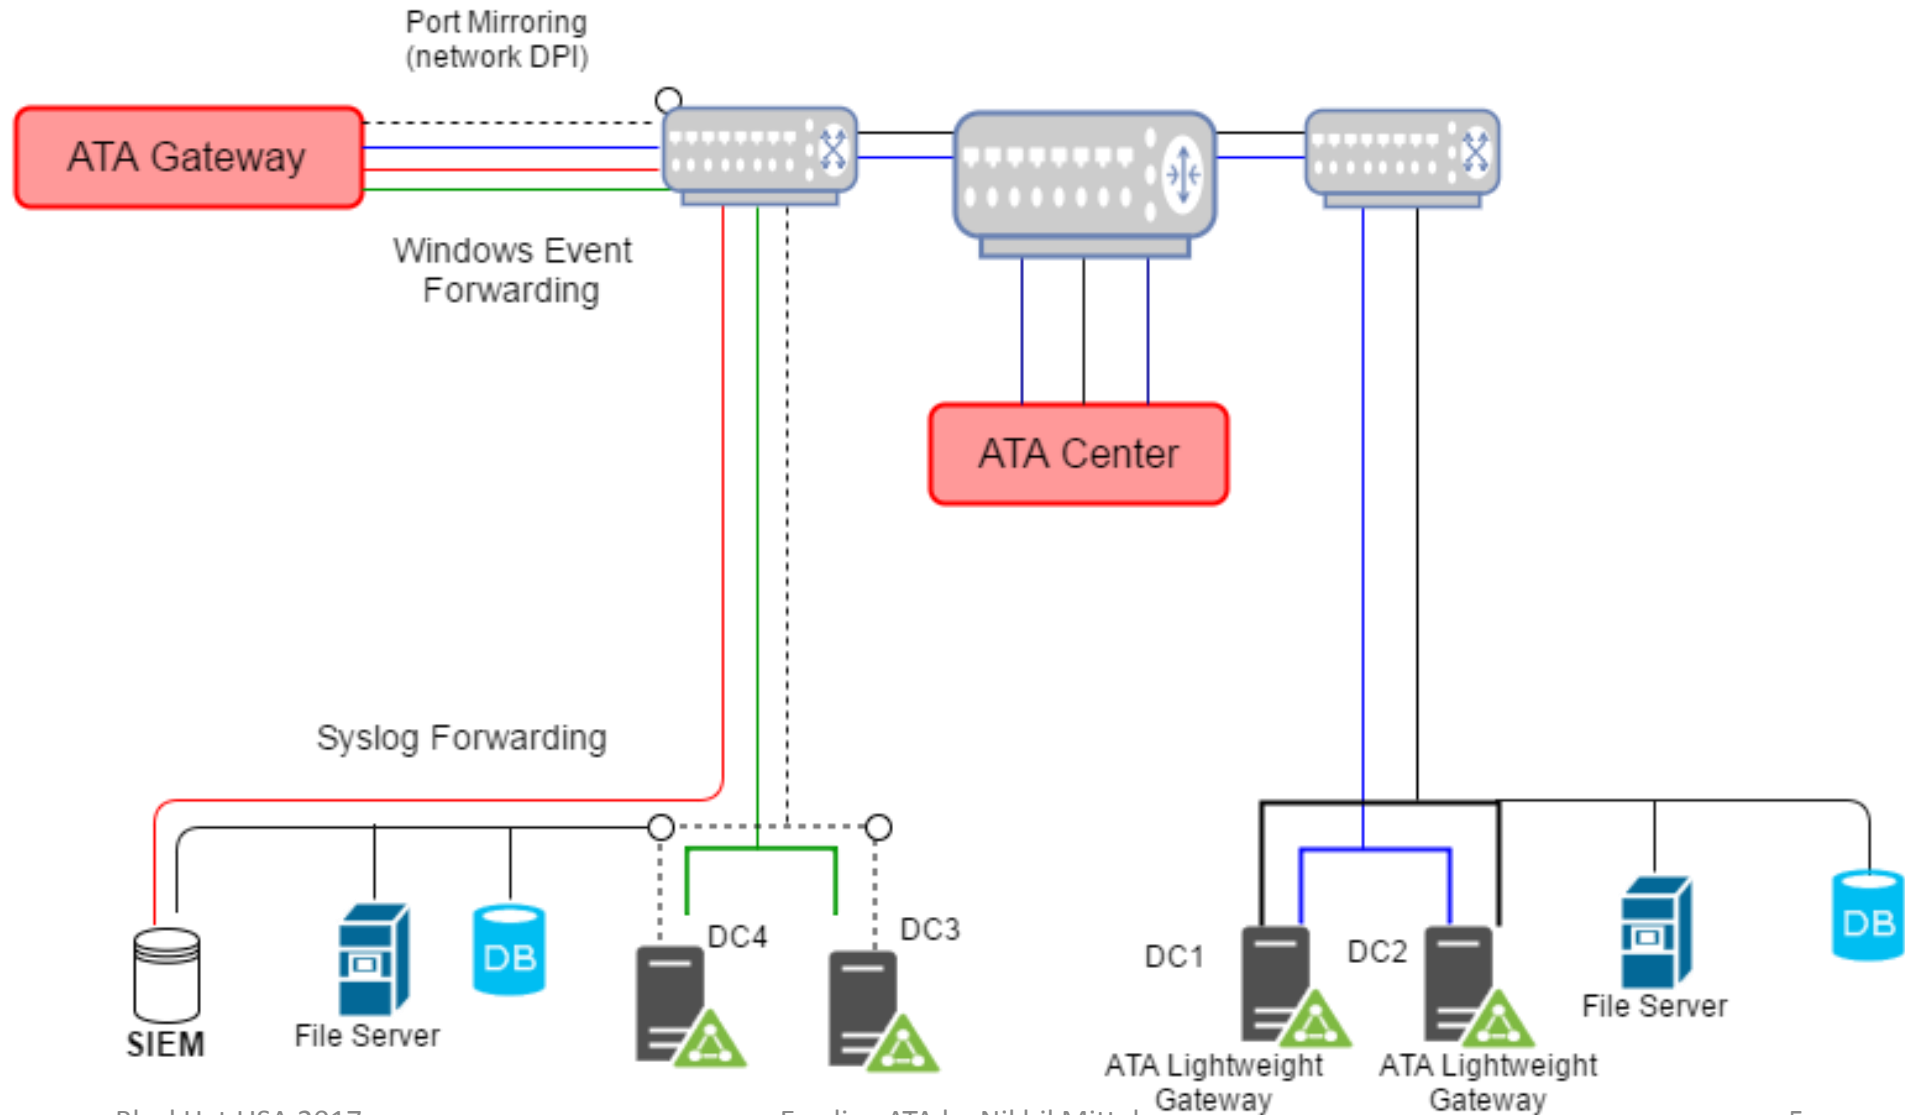 Port Mirroring
(network DPI)
ATA Gateway
Windows Event
Forwarding
ATA Center
Syslog Forwarding
DB
DC4
DC3
DC1
DC2
DB
SIEM
File Server
File Server
ATA Lightweight
Gateway
ATA Lightweight
Gateway